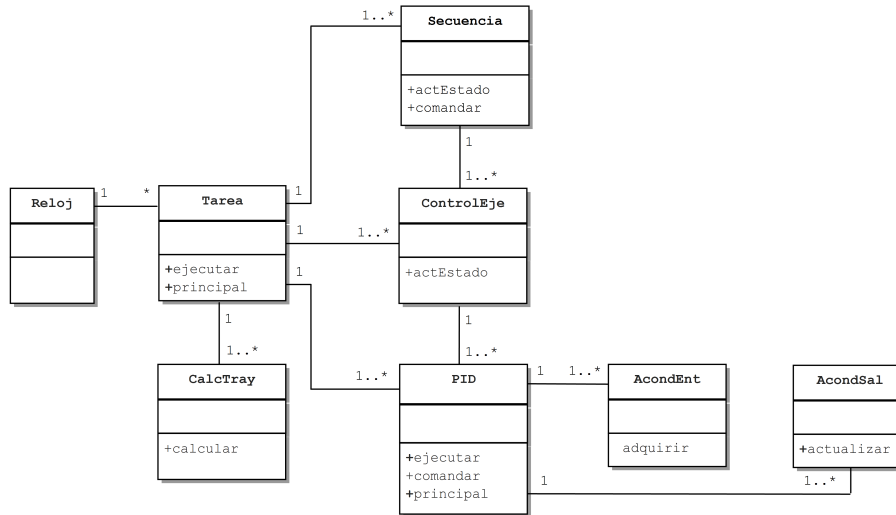 1..*
Secuencia
+actEstado
+comandar
1
1..*
Reloj
1
*
Tarea
+ejecutar
+principal
1
1
1..*
1
ControlEje
+actEstado
1
1..*
1
1..*
CalcTray
+calcular
1..*
PID
+ejecutar
+comandar
+principal
1
1..*
AcondEnt
adquirir
AcondSal
+actualizar
1
1..*